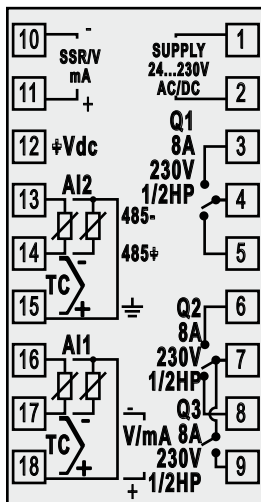 10
-
SSR/V
mA
11
+
SUPPLY
24...230V
AC/DC
1
2
12
+Vdc
Q1
8A
230V
1/2HP
3
4
5
13
AI2
14
-
TC
15
+
485-
485+
16
AI1
17
-
TC
18
+
-
V/mA
+
Q2
8A
230V
1/2HP
6
7
8
Q3
8A
230V
1/2HP
9